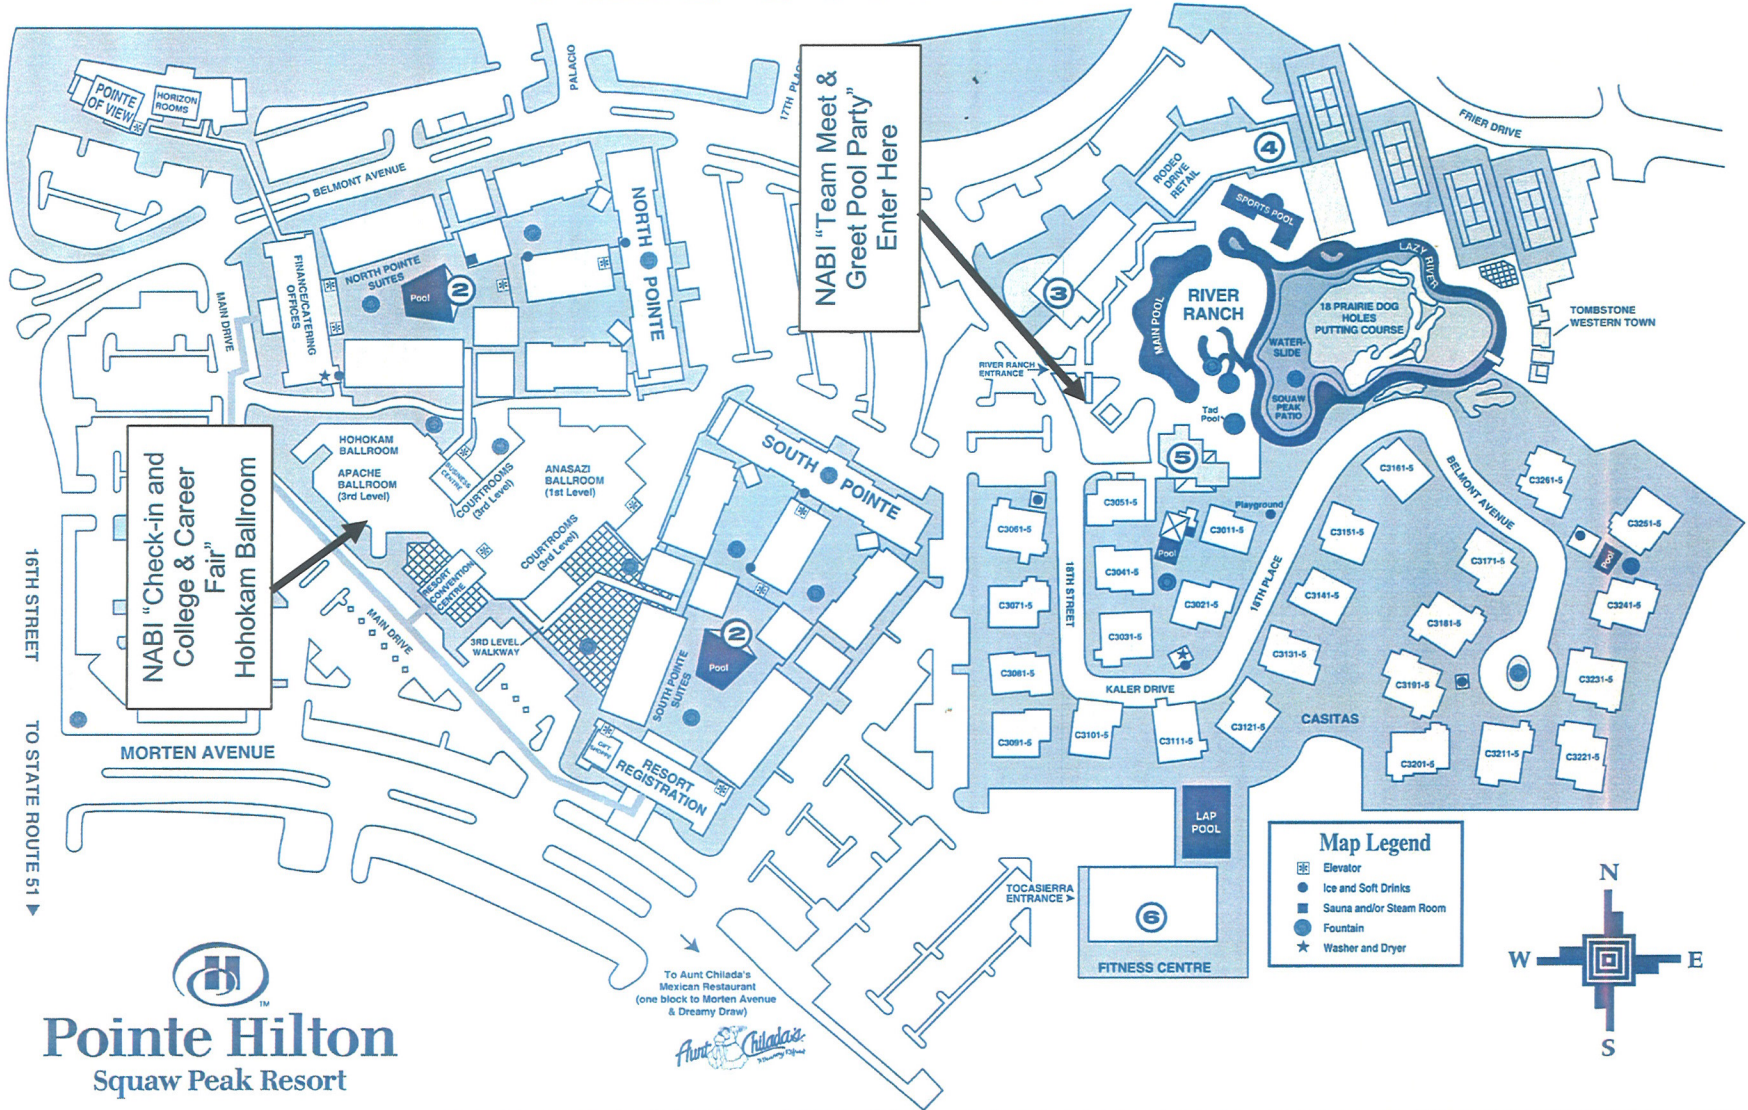 PALACIO
17TH PLAC
POINTE
OF VIEW
HORIZON
ROOMS
BELMONT AVENUE
FRIER DRIVE
NABI “Team Meet &
Greet Pool Party”
Enter Here
4
RODEO
DRIVE
RETAIL
SPORTS POOL
LAZY RIVER
NORTH POINTE
FINANCE/CATERING
OFFICES
NORTH POINTE
SUITES
Pool
2
MAIN DRIVE
3
MAIN POOL
RIVER
RANCH
18 PRAIRIE DOG
HOLES
PUTTING COURSE
WATER-
SLIDE
SQUAW
PEAK
PATIO
TOMBSTONE
WESTERN TOWN
RIVER RANCH
ENTRANCE
Tad
Pool
5
HOHOKAM
BALLROOM
APACHE
BALLROOM
(3rd Level)
BUSINESS
CENTRE
COURTROOMS
(3rd Level)
ANASAZI
BALLROOM
(1st Level)
COURTROOMS
(3rd Level)
RESORT
CONVENTION
CENTRE
3RD LEVEL
WALKWAY
SOUTH POINTE
NABI “Check-in and
College & Career
Fair”
Hohokam Ballroom
MAIN DRIVE
2
Pool
SOUTH POINTE
SUITES
GIFT
SHOPPE
RESORT
REGISTRATION
16TH STREET
TO STATE ROUTE 51
MORTEN AVENUE
C3161-5
BELMONT AVENUE
C3261-5
C3251-5
C3051-5
Playground
C3061-5
C3011-5
C3151-5
Pool
C3171-5
Pool
C3041-5
18TH STREET
18TH PLACE
C3141-5
C3071-5
C3021-5
C3181-5
C3241-5
C3031-5
C3131-5
C3081-5
KALER DRIVE
C3191-5
C3231-5
C3091-5
C3101-5
C3111-5
C3121-5
CASITAS
C3201-5
C3211-5
C3221-5
LAP
POOL
TOCASIERRA
ENTRANCE
6
FITNESS CENTRE
Map Legend
Elevator
Ice and Soft Drinks
Sauna and/or Steam Room
Fountain
Washer and Dryer
N
W
E
S
To Aunt Chilada's
Mexican Restaurant
(one block to Morten Avenue
& Dreamy Draw)
Aunt Chilada's
H
TM
Pointe Hilton
Squaw Peak Resort